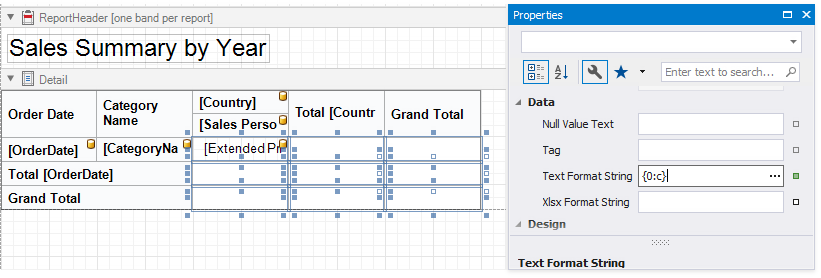 ReportHeader [one band per report]
Sales Summary by Year
Detail
Order Date
Category Name
[Country]
[Sales Perso
Total [Countr
Grand Total
[OrderDate]
[CategoryNa
[Extended Pri
Total [OrderDate]
Grand Total
Properties
Enter text to search...
Data
Null Value Text
Tag
Text Format String {0:c}
Xlsx Format String
Design
Text Format String